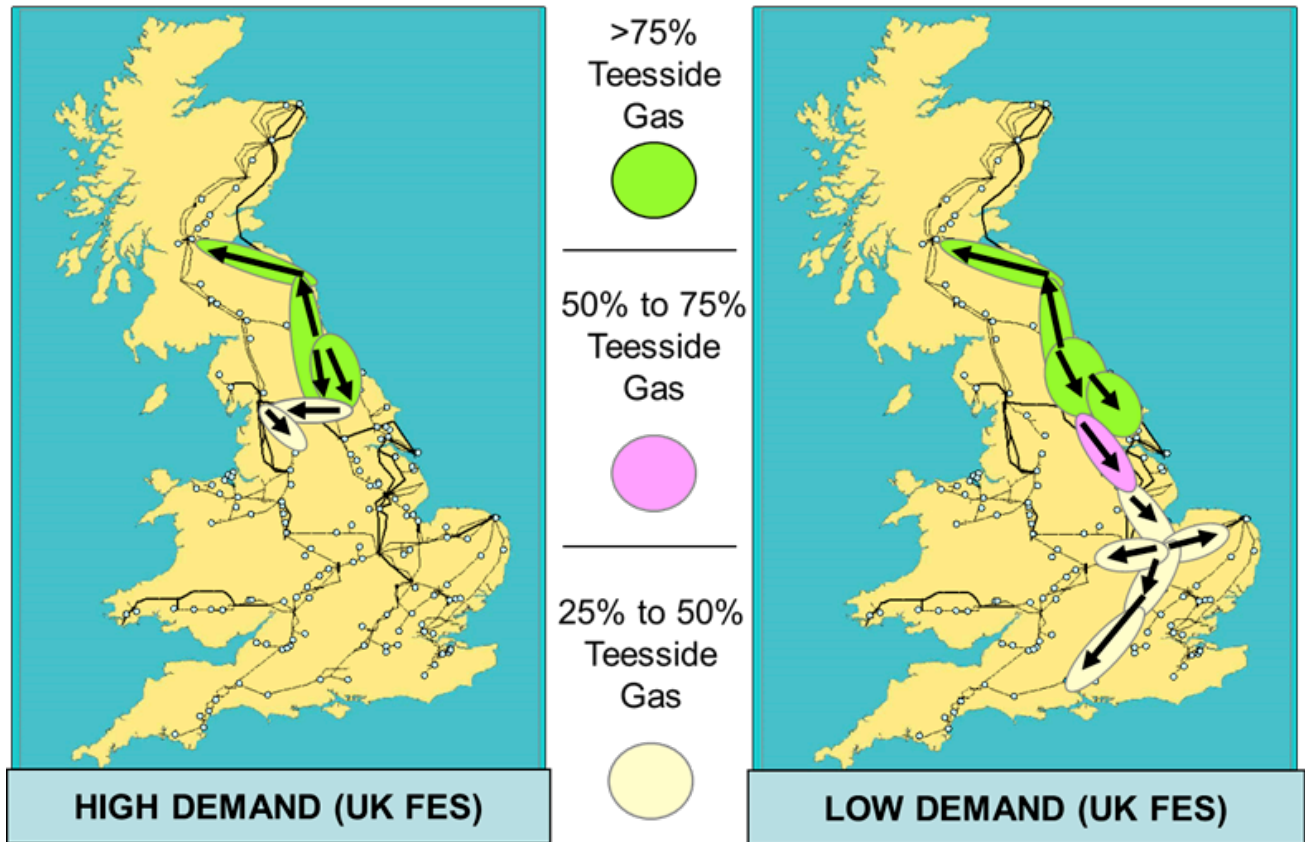 >75%
Teesside
Gas
50% to 75%
Teesside
Gas
25% to 50%
Teesside
Gas
HIGH DEMAND (UK FES)
LOW DEMAND (UK FES)